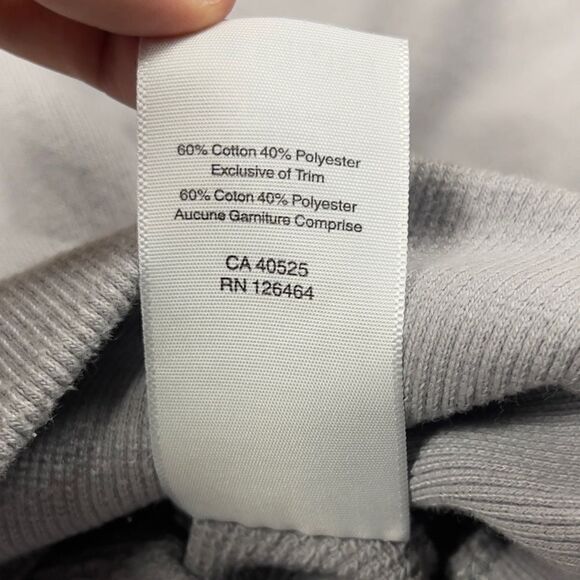 60% Cotton 40% Polyester
Exclusive of Trim
60% Coton 40% Polyester
Aucune Garniture Comprise
CA 40525
RN 126464